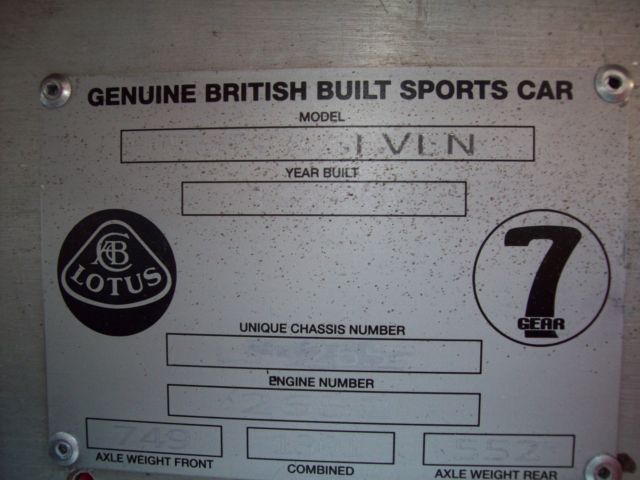 GENUINE BRITISH BUILT SPORTS CAR
MODEL
YEAR BUILT
ACBC
LOTUS
7
GEAR
UNIQUE CHASSIS NUMBER
ENGINE NUMBER
749
552
AXLE WEIGHT FRONT
COMBINED
AXLE WEIGHT REAR